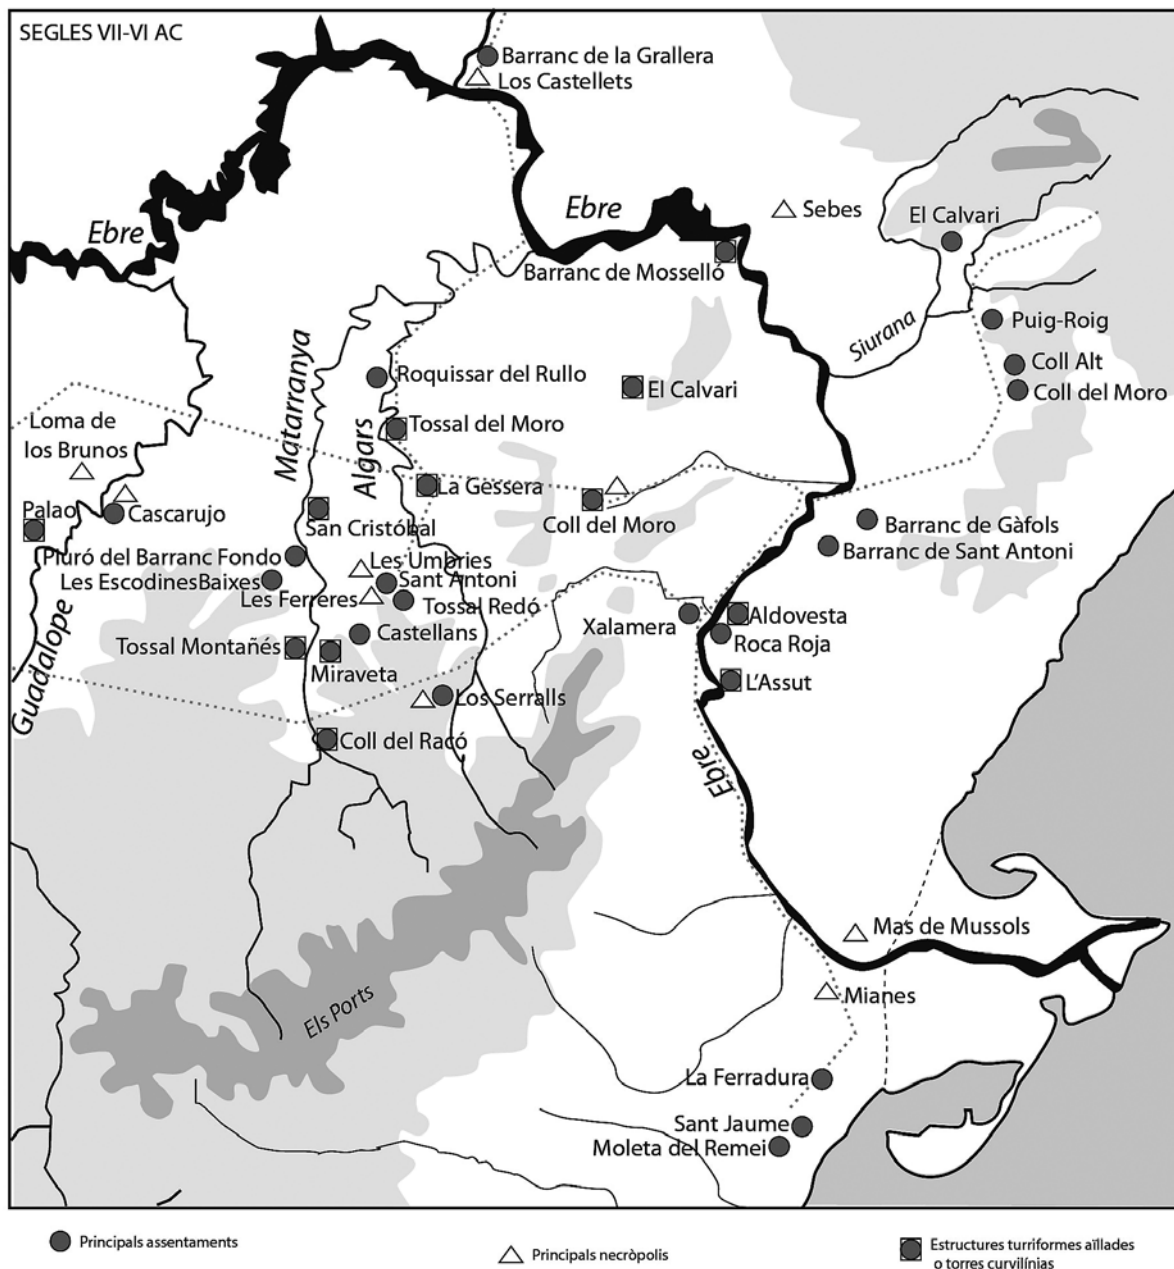 SEGLES VII-VI AC
Barranc de la Grallera
Los Castellets
Ebre
Ebre
Sebes
El Calvari
Barranc de Mosselló
Siurana
Puig-Roig
Coll Alt
Coll del Moro
Matarranya
Roquissar del Rullo
El Calvari
Algars
Tossal del Moro
Loma de
los Brunos
La Gessera
Palao
Cascarujo
San Cristóbal
Coll del Moro
Barranc de Gàfols
Barranc de Sant Antoni
Piuró del Barranc Fondo
Les Umbries
Les EscodinesBaixes
Sant Antoni
Les Ferreres
Tossal Redó
Guadalope
Castellans
Xalamera
Aldovesta
Roca Roja
Tossal Montañés
Miraveta
L'Assut
Los Serralls
Coll del Racó
Ebre
Mas de Mussols
Mianes
Els Ports
La Ferradura
Sant Jaume
Moleta del Remei
Principals assentaments
Principals necròpolis
Estructures turriformes aïllades
o torres curvilínias